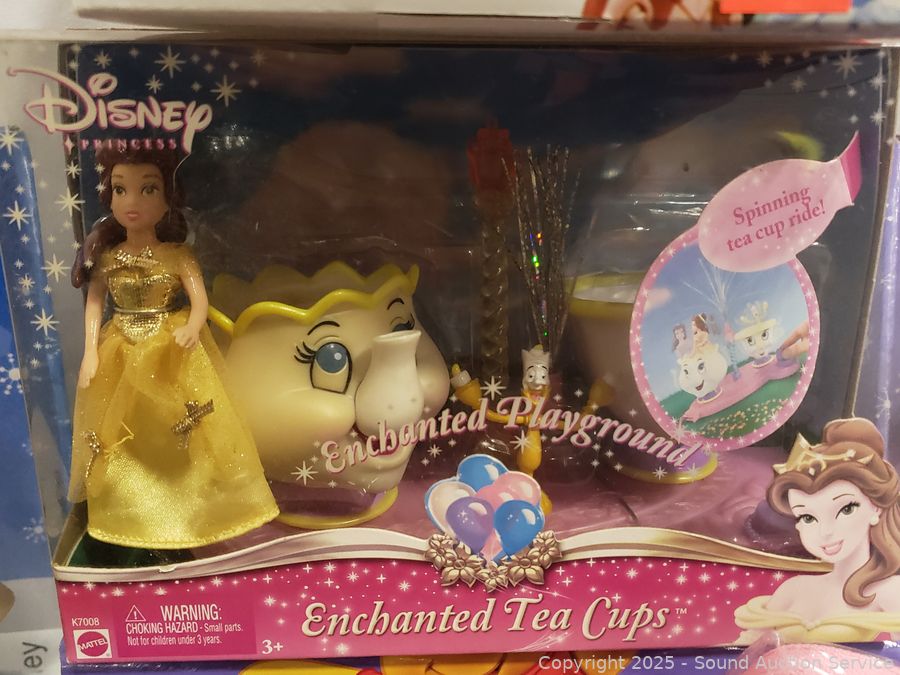 Disney
PRINCESS
Spinning
tea cup ride!
Enchanted Playground
K7008
MATTEL
WARNING:
CHOKING HAZARD - Small parts.
Not for children under 3 years.
3+
Enchanted Tea Cups™
ey
Copyright 2025 - Sound Auction Service